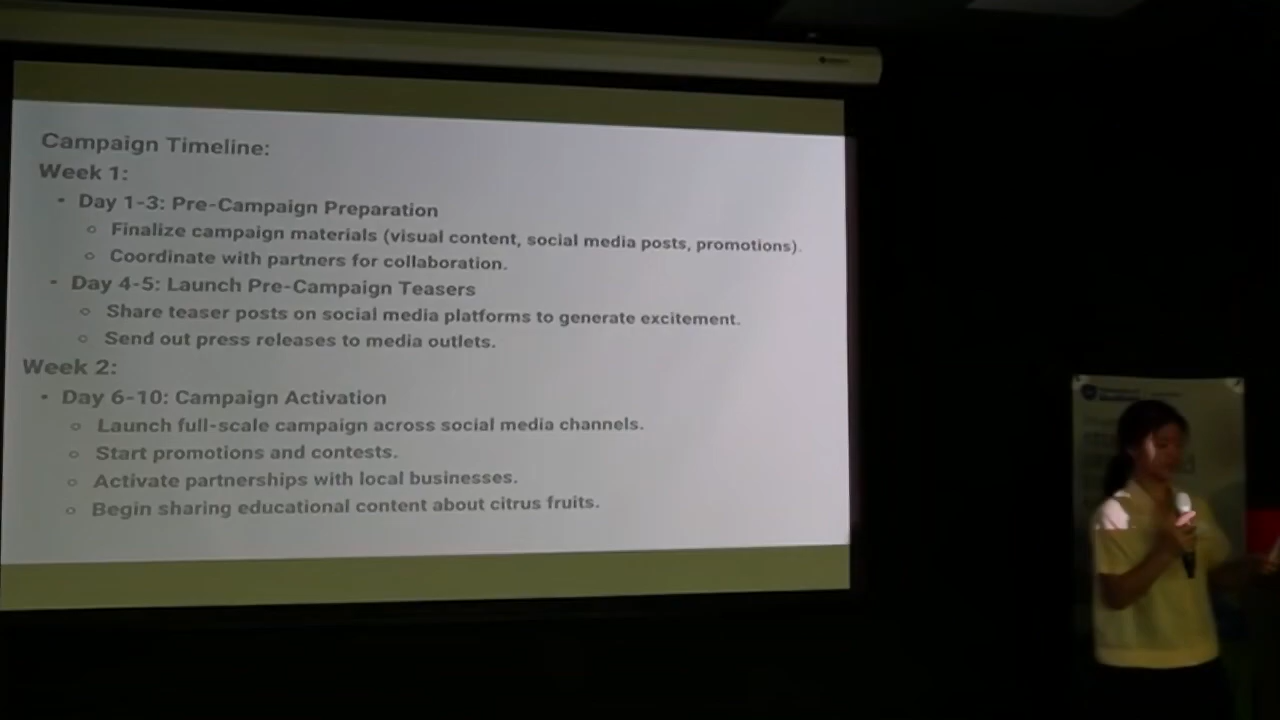 Campaign Timeline:
Week 1:
Day 1-3: Pre-Campaign Preparation
Finalize campaign materials (visual content, social media posts, promotions).
Coordinate with partners for collaboration.
Day 4-5: Launch Pre-Campaign Teasers
Share teaser posts on social media platforms to generate excitement.
Send out press releases to media outlets.
Week 2:
Day 6-10: Campaign Activation
Launch full-scale campaign across social media channels.
Start promotions and contests.
Activate partnerships with local businesses.
Begin sharing educational content about citrus fruits.